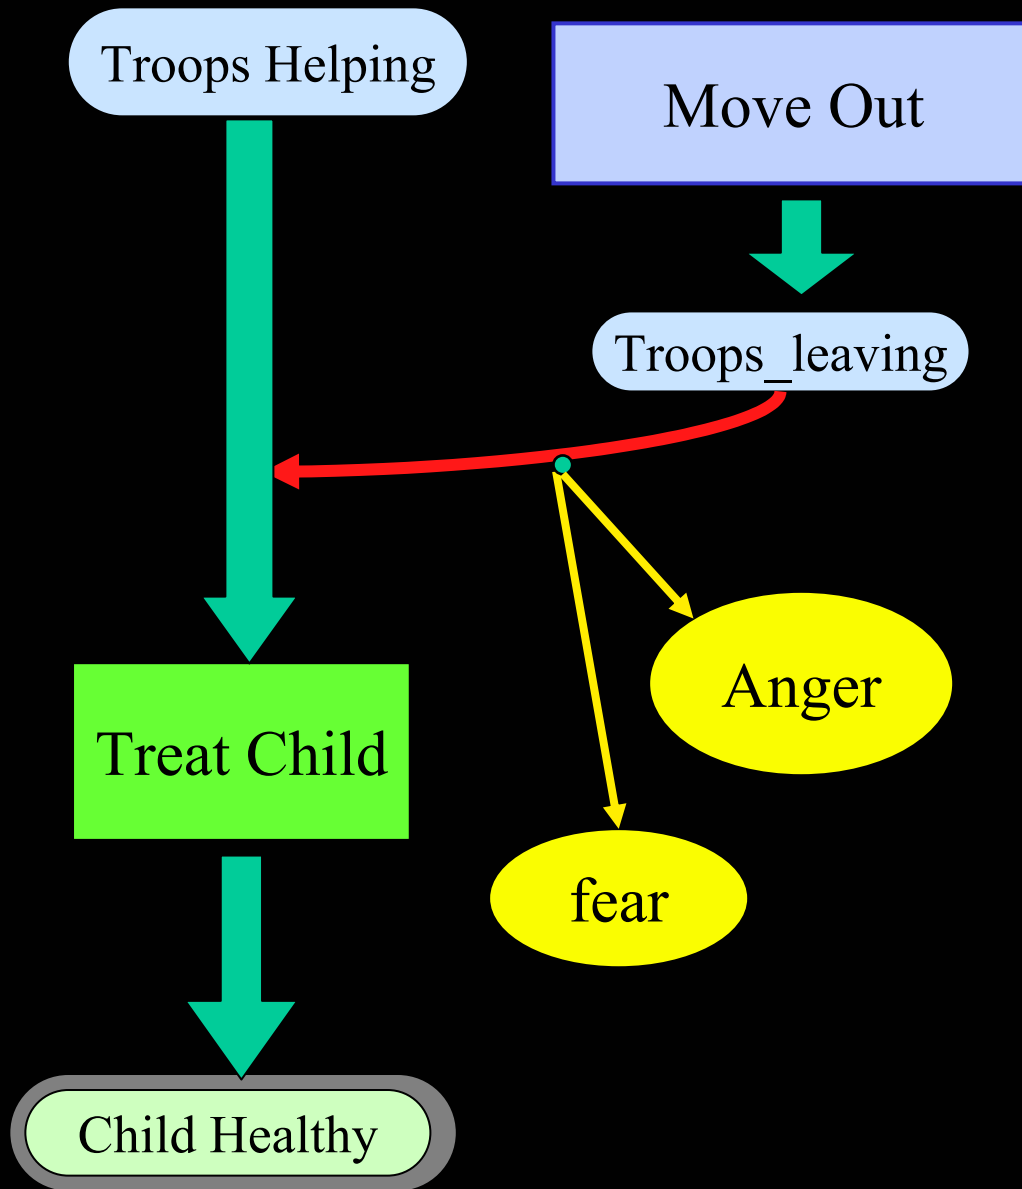 Troops Helping
Move Out
Troops_leaving
Anger
Treat Child
fear
Child Healthy